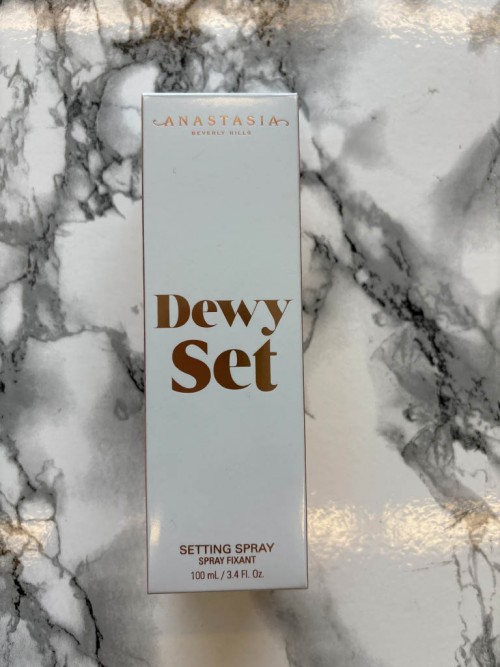 ANASTASIA
BEVERLY HILLS
Dewy
Set
SETTING SPRAY
SPRAY FIXANT
100 mL / 3.4 Fl. Oz.